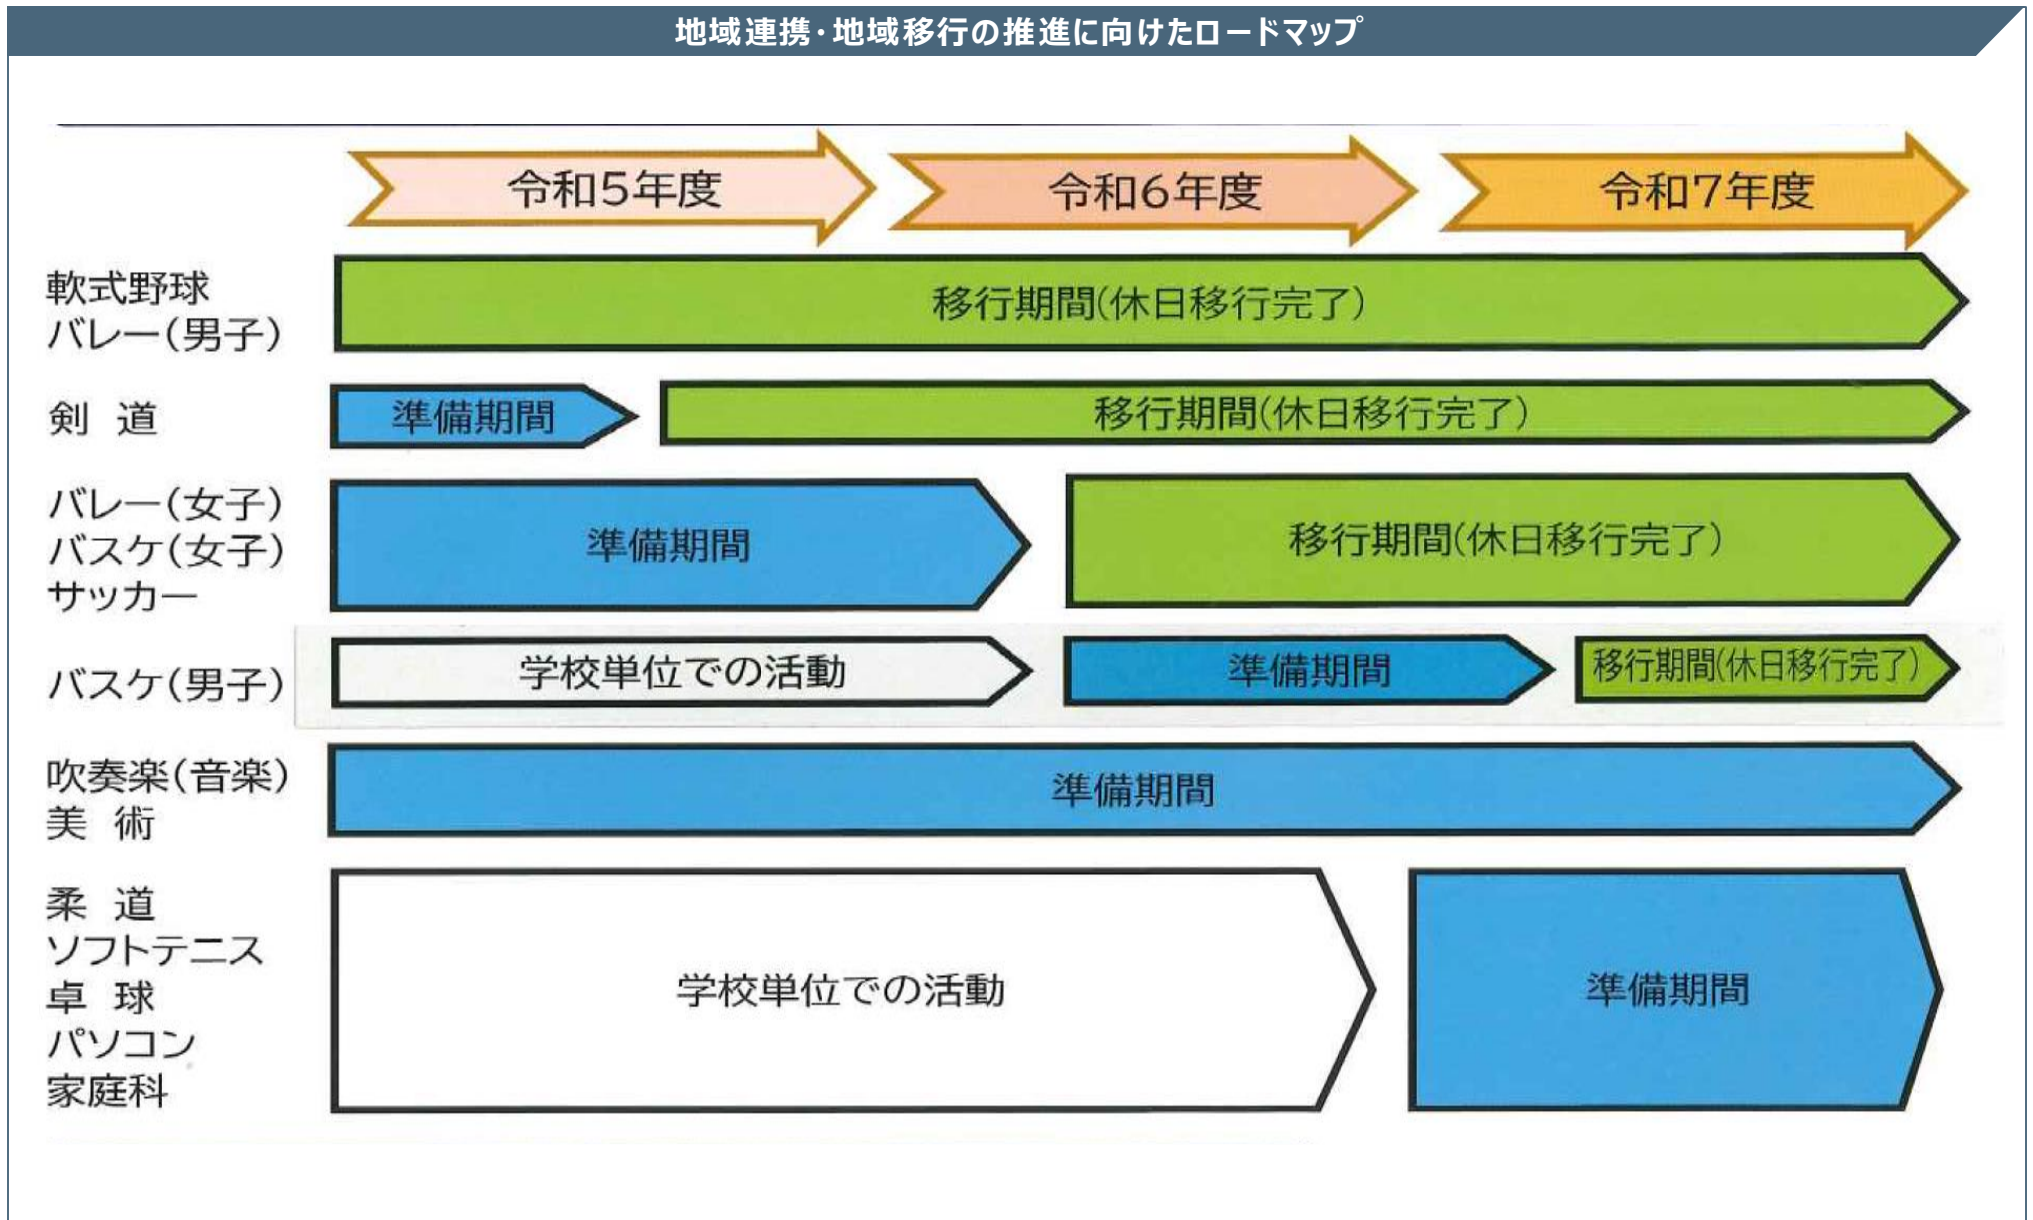 地域連携・地域移行の推進に向けたロードマップ
令和5年度
令和6年度
令和7年度
軟式野球
バレー(男子)
移行期間(休日移行完了)
剣 道
準備期間
移行期間(休日移行完了)
バレー(女子)
バスケ(女子)
サッカー
準備期間
移行期間(休日移行完了)
バスケ(男子)
学校単位での活動
準備期間
移行期間(休日移行完了)
吹奏楽(音楽)
美 術
準備期間
柔 道
ソフトテニス
卓 球
パソコン
家庭科
学校単位での活動
準備期間